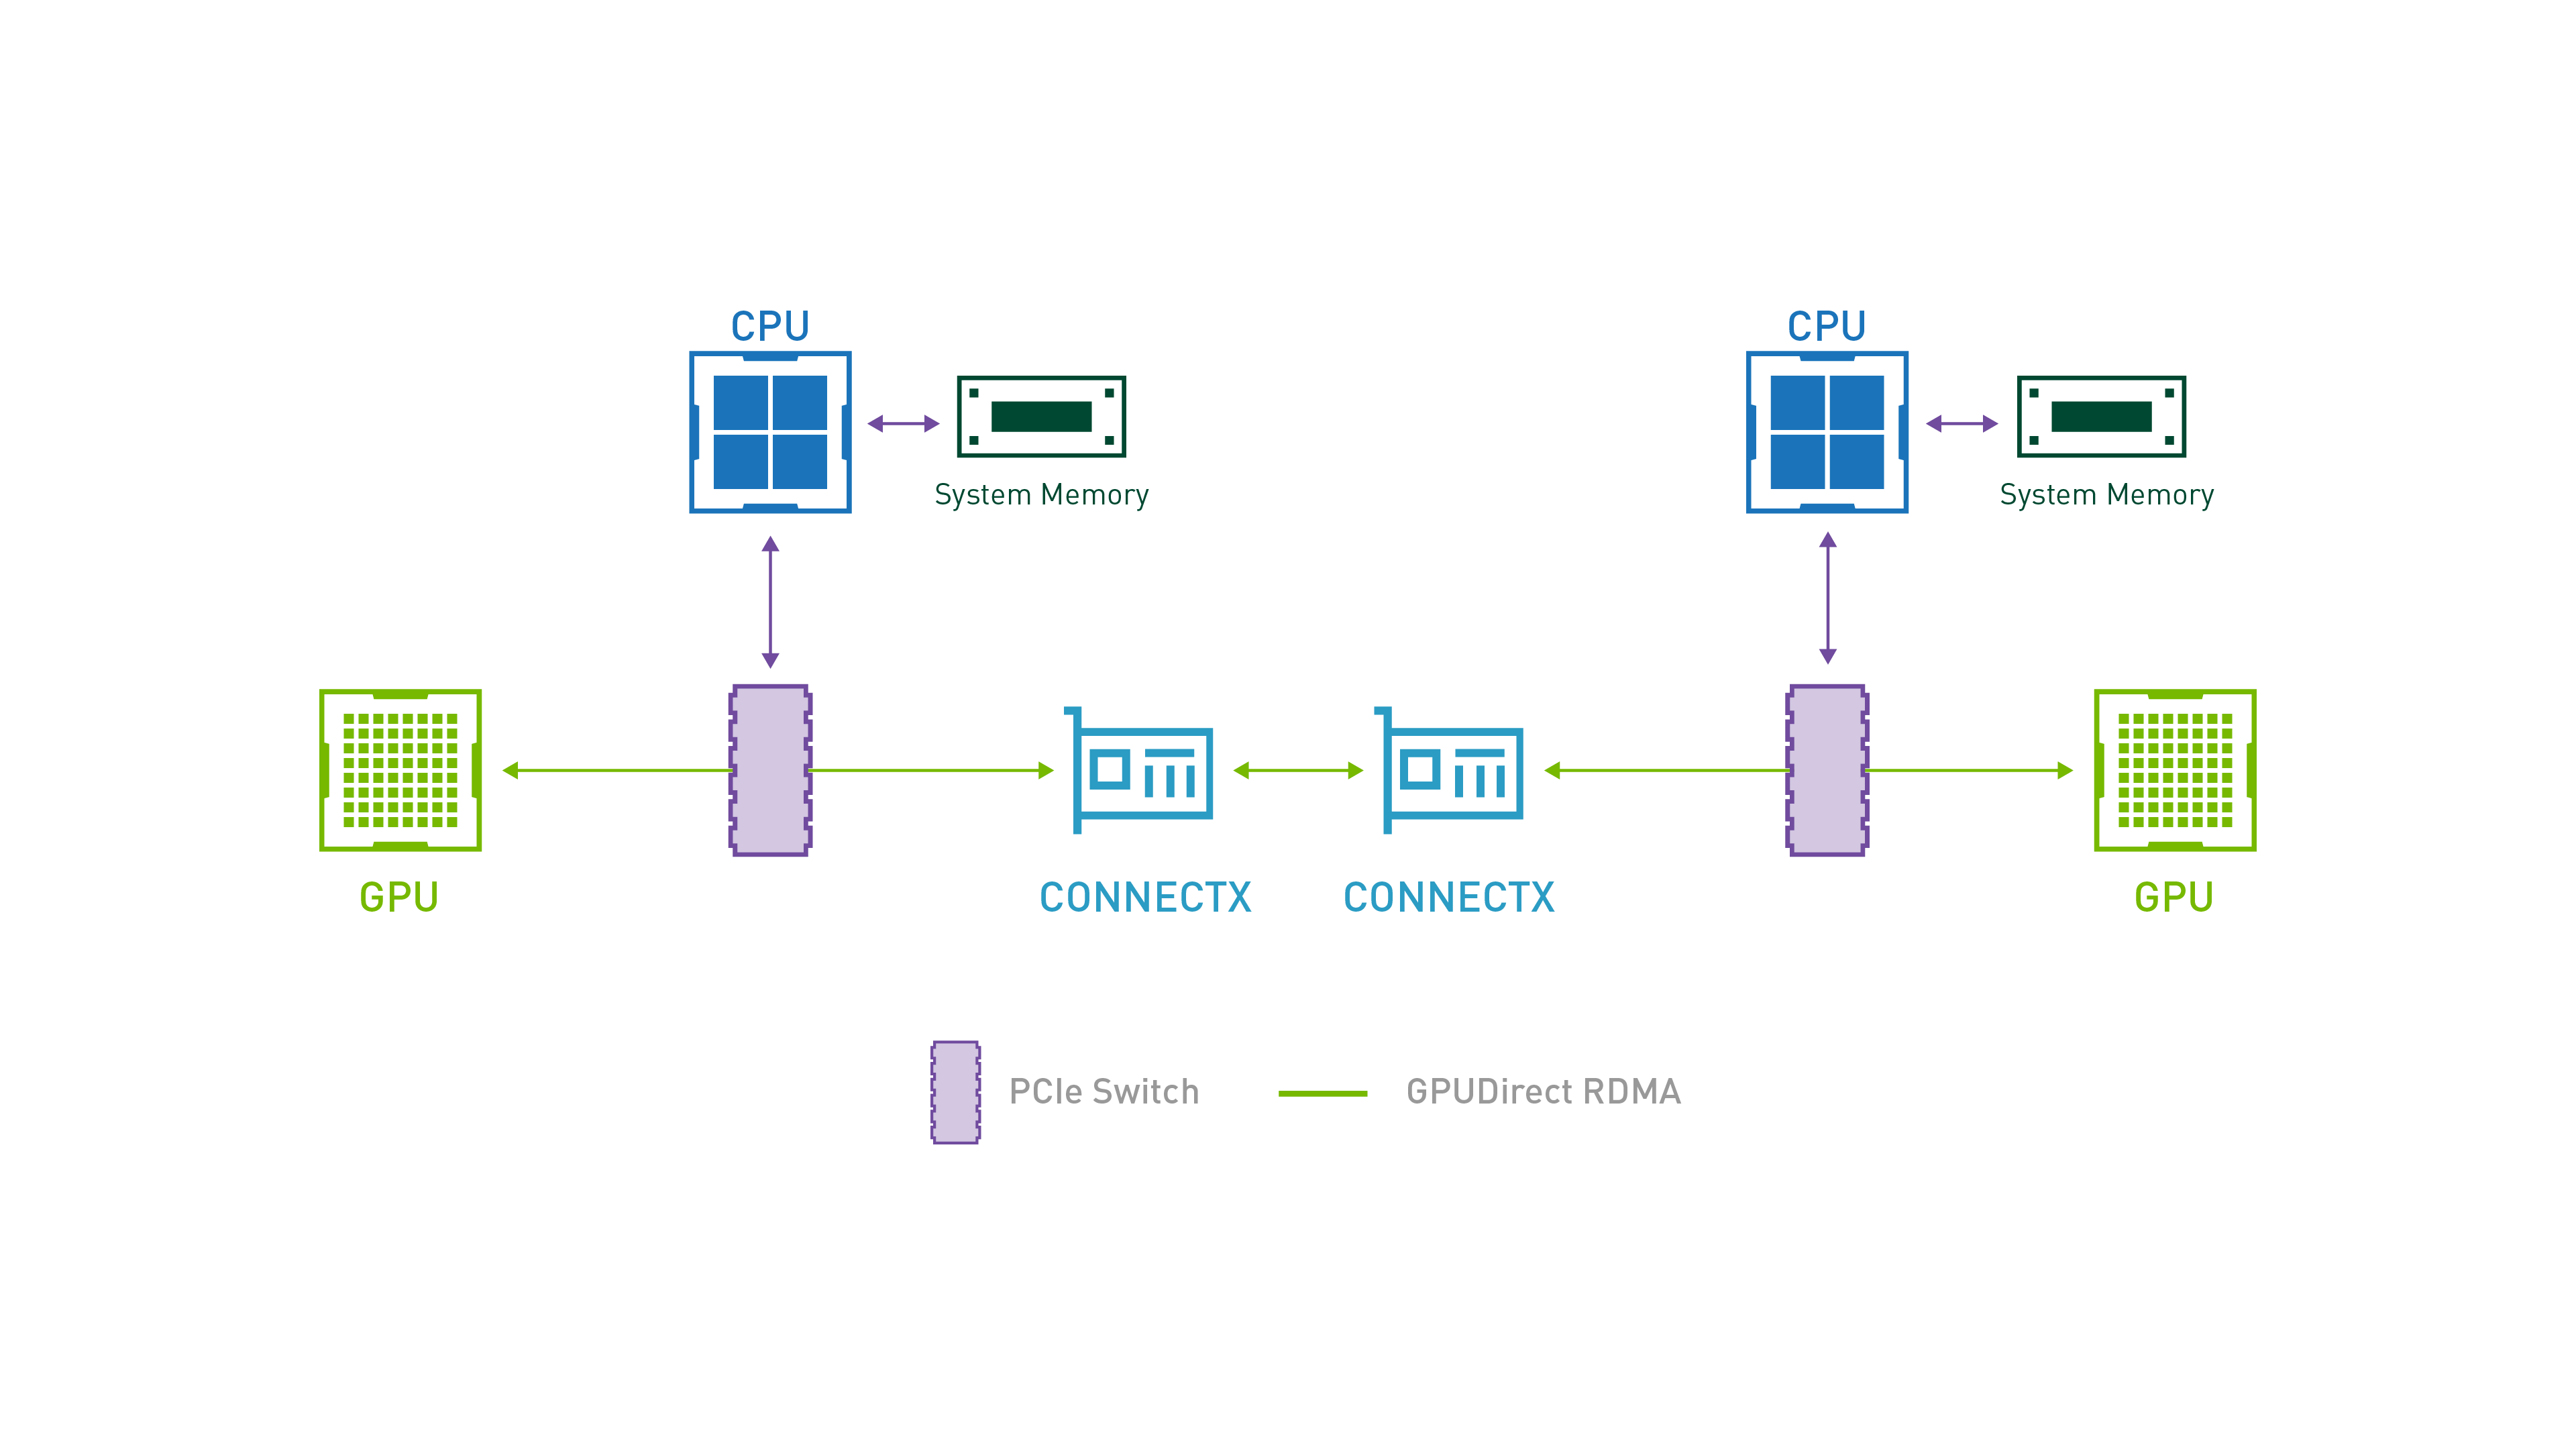 CPU
CPU
System Memory
System Memory
GPU
CONNECTX
CONNECTX
GPU
PCIe Switch
GPUDirect RDMA